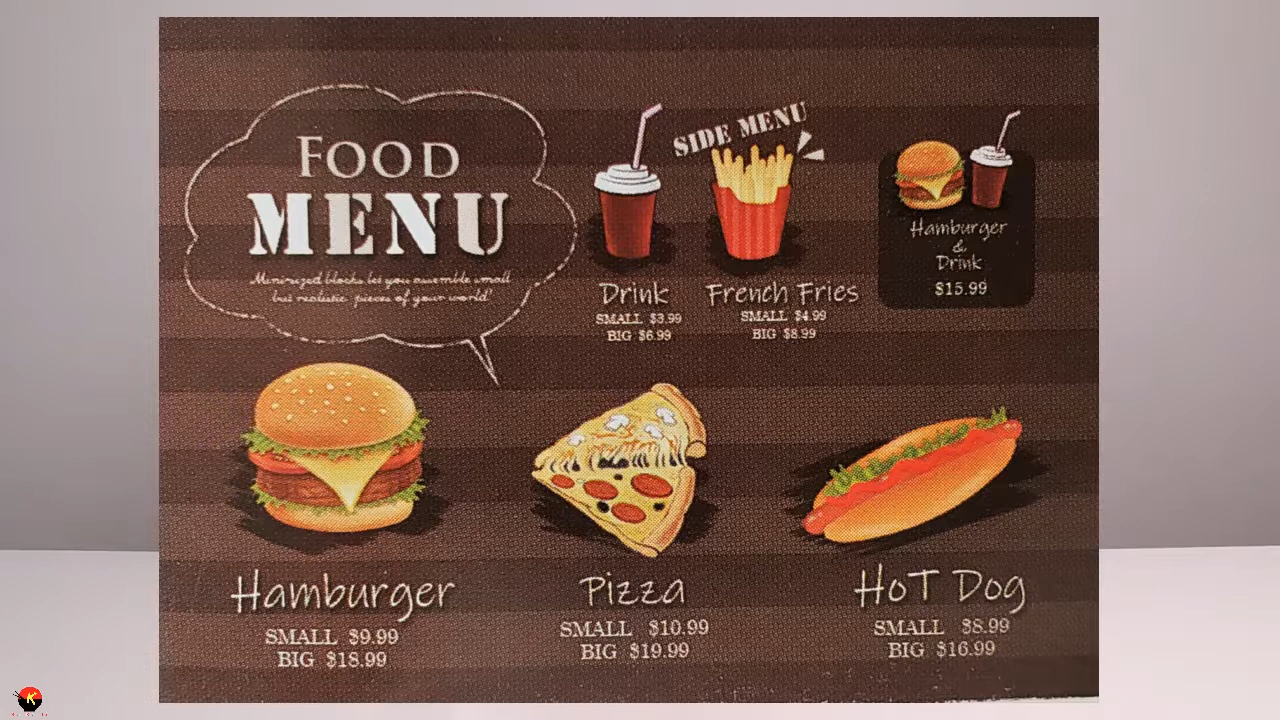 FOOD
MENU
Minimized blocks let you assemble small
but realistic pieces of your world!
SIDE MENU
Drink
SMALL $3.99
BIG $6.99
French Fries
SMALL $4.99
BIG $8.99
Hamburger
&
Drink
$15.99
Hamburger
SMALL $9.99
BIG $18.99
Pizza
SMALL $10.99
BIG $19.99
HoT Dog
SMALL $8.99
BIG $16.99
K